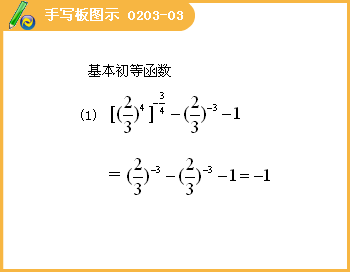 手写板图示 0203-03
基本初等函数
(1) [(2/3)^4]^{-3/4} - (2/3)^{-3} - 1
= (2/3)^{-3} - (2/3)^{-3} - 1 = -1